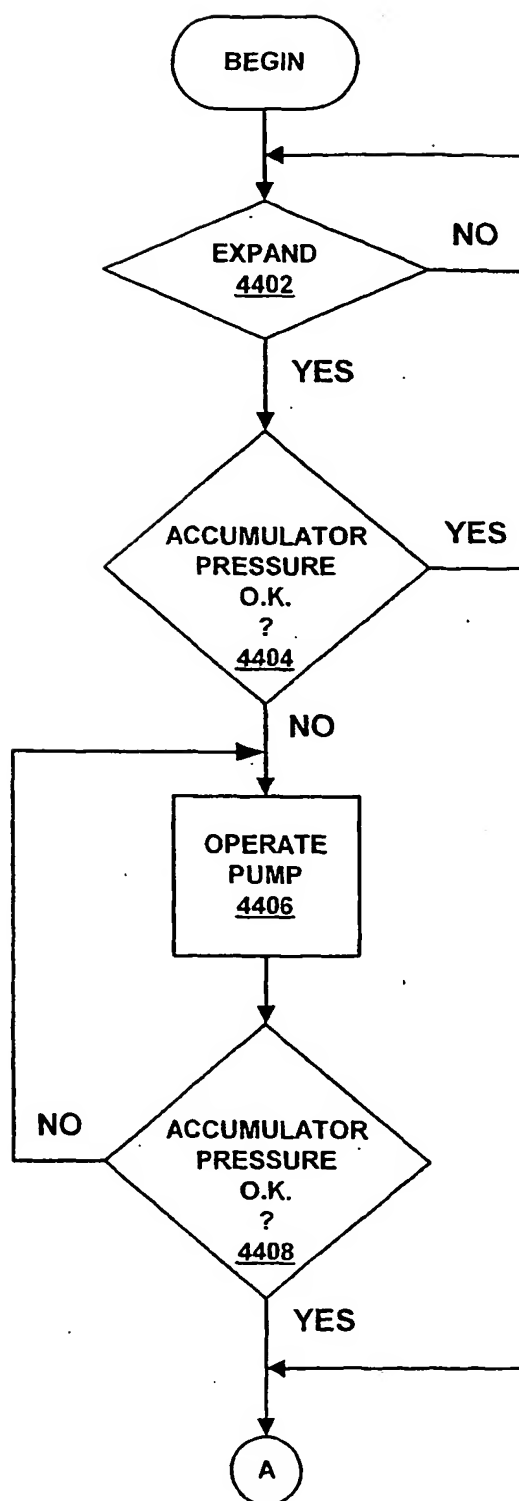 BEGIN
EXPAND
4402
NO
YES
ACCUMULATOR
PRESSURE
O.K.
?
4404
YES
NO
OPERATE
PUMP
4406
ACCUMULATOR
PRESSURE
O.K.
?
4408
NO
YES
A